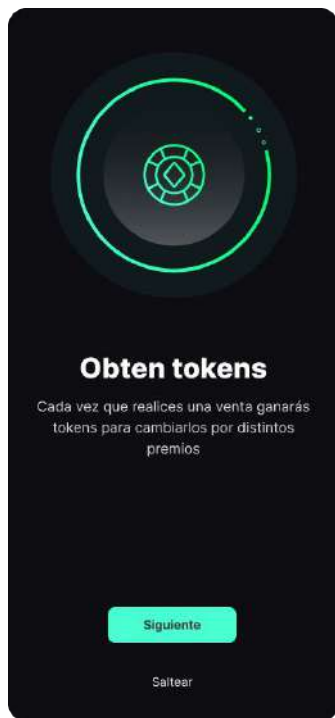 Obten tokens
Cada vez que realices una venta ganarás
tokens para cambiarlos por distintos
premios
Siguiente
Saltear